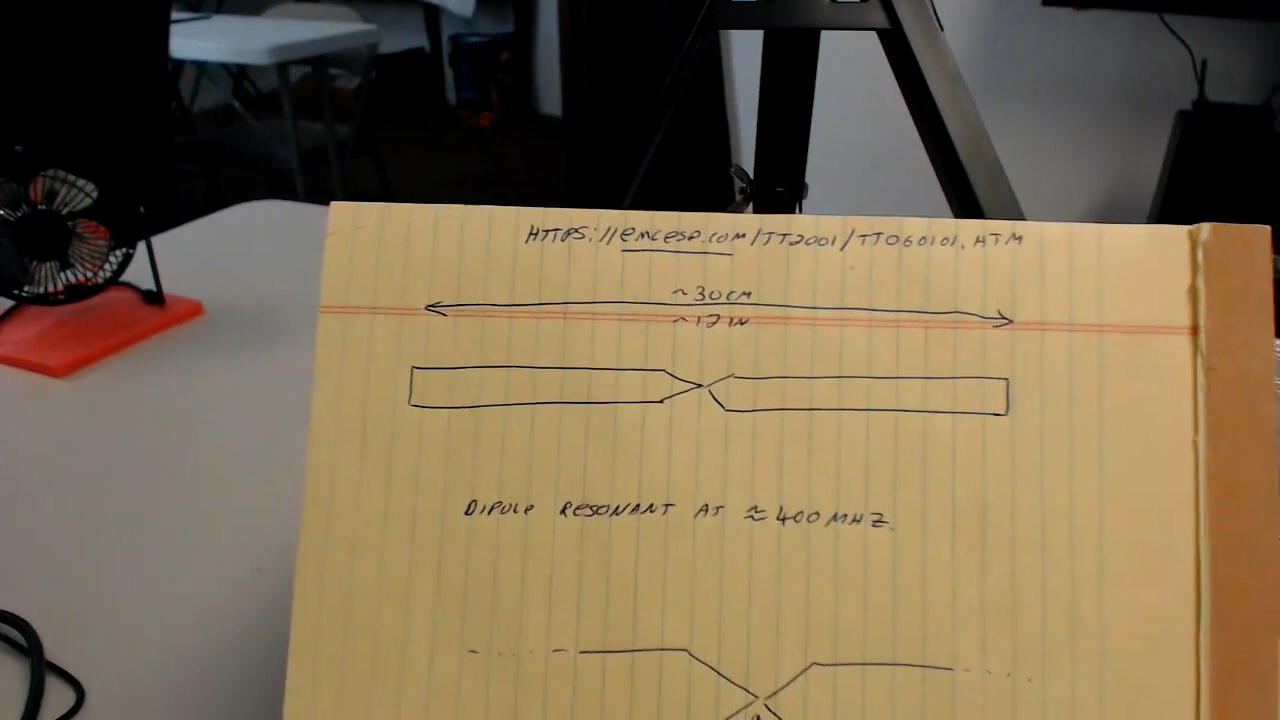 HTTPS://emcesd.com/TT2001/TT060101.HTM
~30CM
~12IN
DIPOLE RESONANT AT ≈400MHZ.